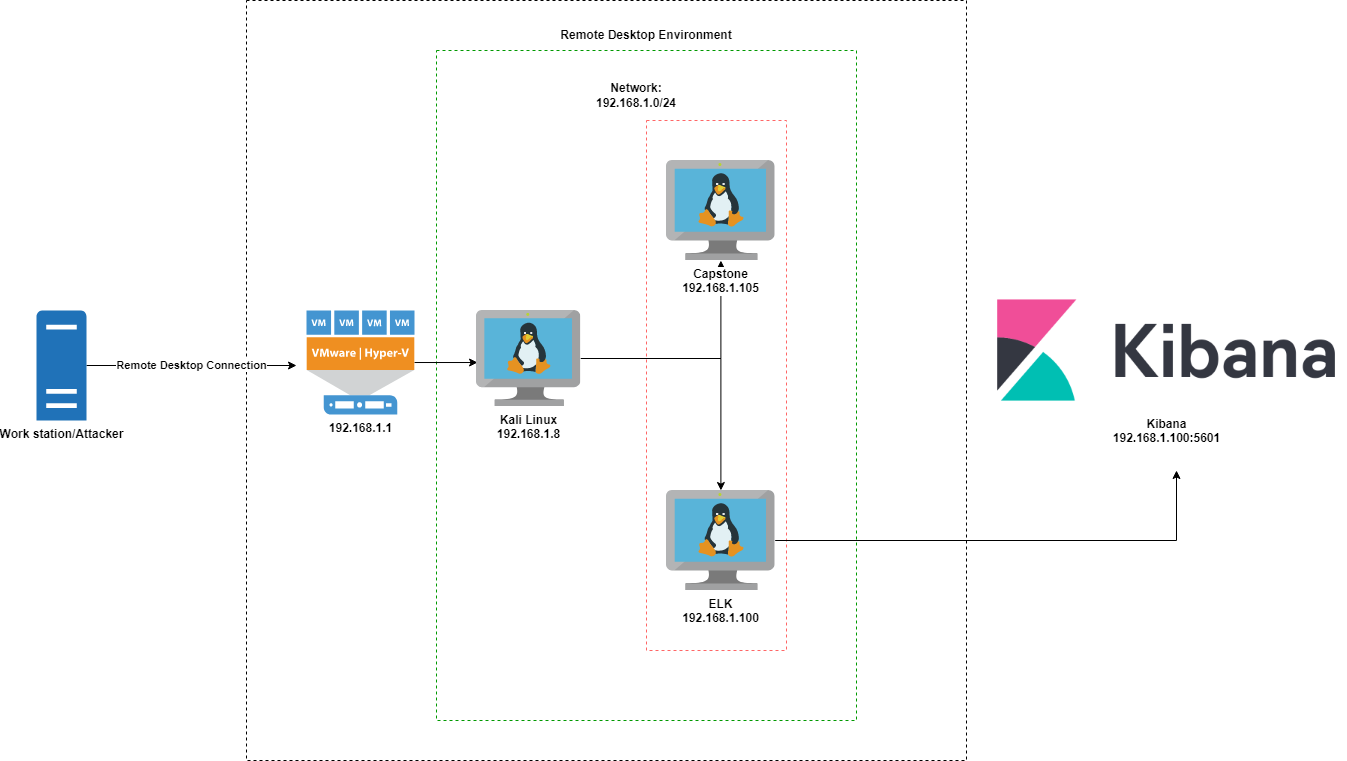 Remote Desktop Environment
Network:
192.168.1.0/24
Capstone
192.168.1.105
VM VM VM VM
VMware | Hyper-V
192.168.1.1
Remote Desktop Connection
Work station/Attacker
Kali Linux
192.168.1.8
Kibana
Kibana
192.168.1.100:5601
ELK
192.168.1.100